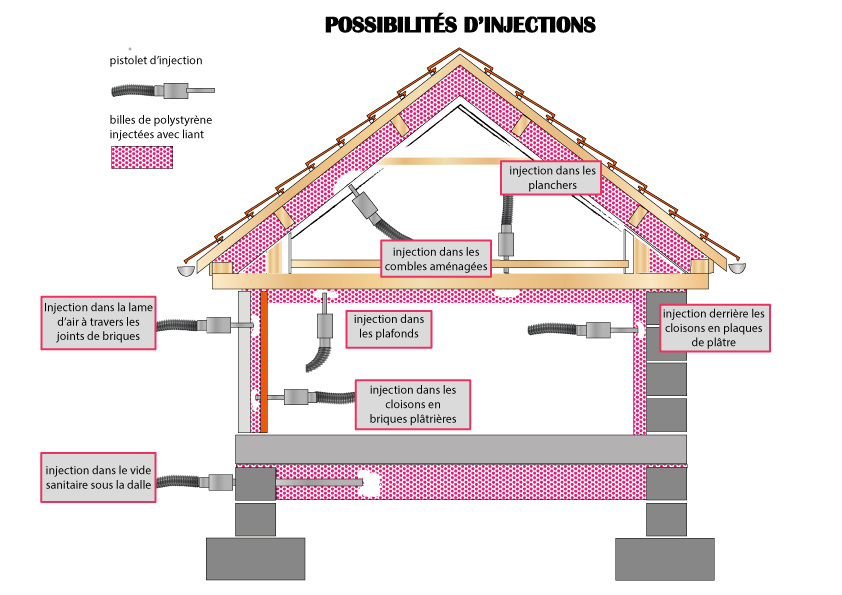 POSSIBILITÉS D'INJECTIONS
pistolet d'injection
billes de polystyrène
injectées avec liant
injection dans les
planchers
injection dans les
combles aménagées
Injection dans la lame
d'air à travers les
joints de briques
injection dans
les plafonds
injection derrière les
cloisons en plaques
de plâtre
injection dans les
cloisons en
briques plâtrières
injection dans le vide
sanitaire sous la dalle